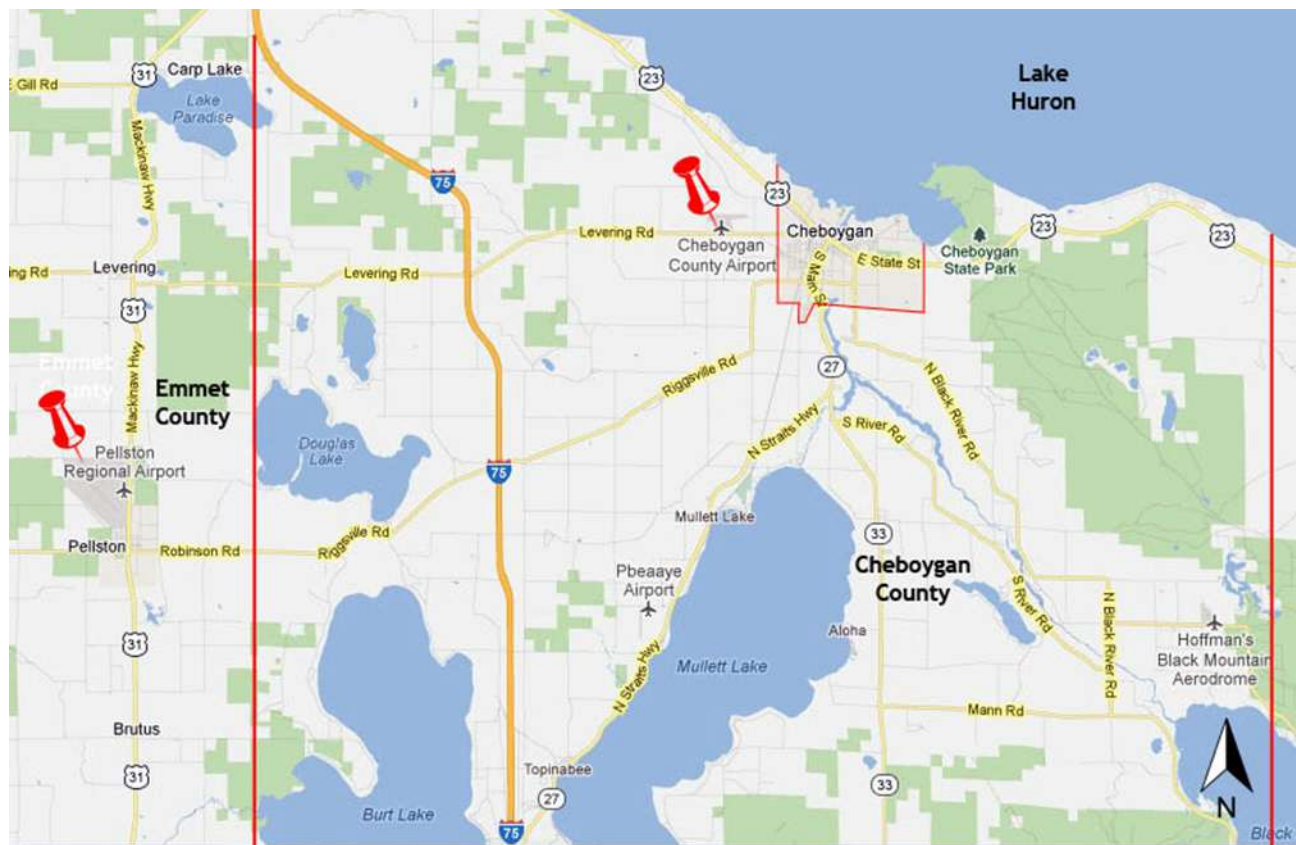 Lake
Huron
31
Carp Lake
E Gill Rd
Lake
Paradise
23
75
Mackinaw Hwy
23
Levering Rd
Cheboygan
23
23
Cheboygan
County Airport
E State St
Cheboygan
State Park
S Main St
ing Rd
Levering
Levering Rd
31
Emmet
County
Emmet
County
Mackinaw Hwy
Riggsville Rd
27
N Black River Rd
N Straits Hwy
S River Rd
Pellston
Regional Airport
Douglas
Lake
75
Mullett Lake
33
Pellston
Robinson Rd
Riggsville Rd
Pbeaaye
Airport
Cheboygan
County
S River Rd
N Black River Rd
Hoffman's
Black Mountain
Aerodrome
31
Aloha
Mullett Lake
N Straits Hwy
Mann Rd
Brutus
31
Topinabee
27
33
Burt Lake
75
N
Black